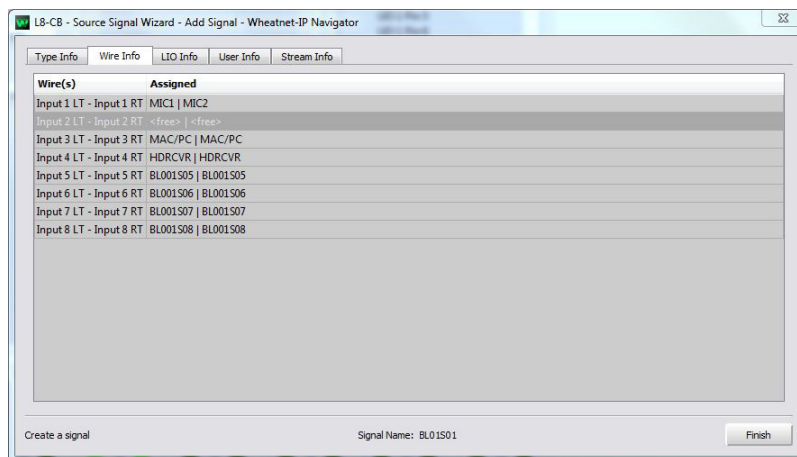 L8-CB - Source Signal Wizard - Add Signal - Wheatnet-IP Navigator
Type Info Wire Info LIO Info User Info Stream Info
Wire(s) Assigned
Input 1 LT - Input 1 RT MIC1 | MIC2
Input 2 LT - Input 2 RT <free> | <free>
Input 3 LT - Input 3 RT MAC/PC | MAC/PC
Input 4 LT - Input 4 RT HDRCVR | HDRCVR
Input 5 LT - Input 5 RT BL001S05 | BL001S05
Input 6 LT - Input 6 RT BL001S06 | BL001S06
Input 7 LT - Input 7 RT BL001S07 | BL001S07
Input 8 LT - Input 8 RT BL001S08 | BL001S08
Create a signal Signal Name: BL01S01 Finish